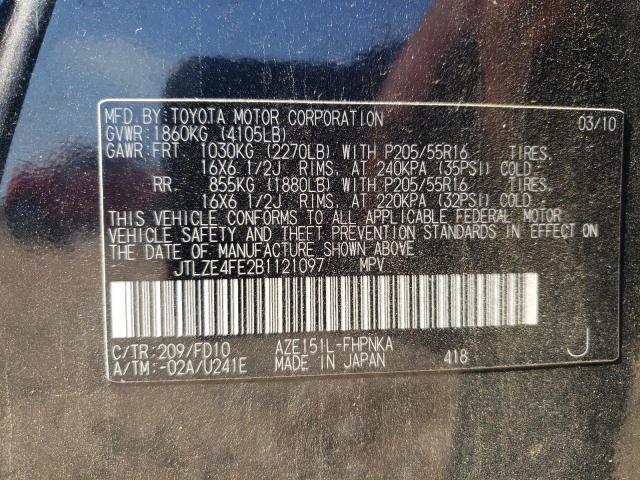 MFD.BY:TOYOTA MOTOR CORPORATION 03/10
GVWR:1860KG (4105LB)
GAWR:FRT. 1030KG (2270LB) WITH P205/55R16 TIRES.
16X6 1/2J RIMS, AT 240KPA (35PSI) COLD.
RR. 855KG (1880LB) WITH P205/55R16 TIRES.
16X6 1/2J RIMS, AT 220KPA (32PSI) COLD.
THIS VEHICLE CONFORMS TO ALL APPLICABLE FEDERAL MOTOR
VEHICLE SAFETY AND THEFT PREVENTION STANDARDS IN EFFECT ON
THE DATE OF MANUFACTURE SHOWN ABOVE.
JTLZE4FE2B1121097 MPV
C/TR:209/FD10 AZE151L-FHPNKA
A/TM:-02A/U241E MADE IN JAPAN 418 J